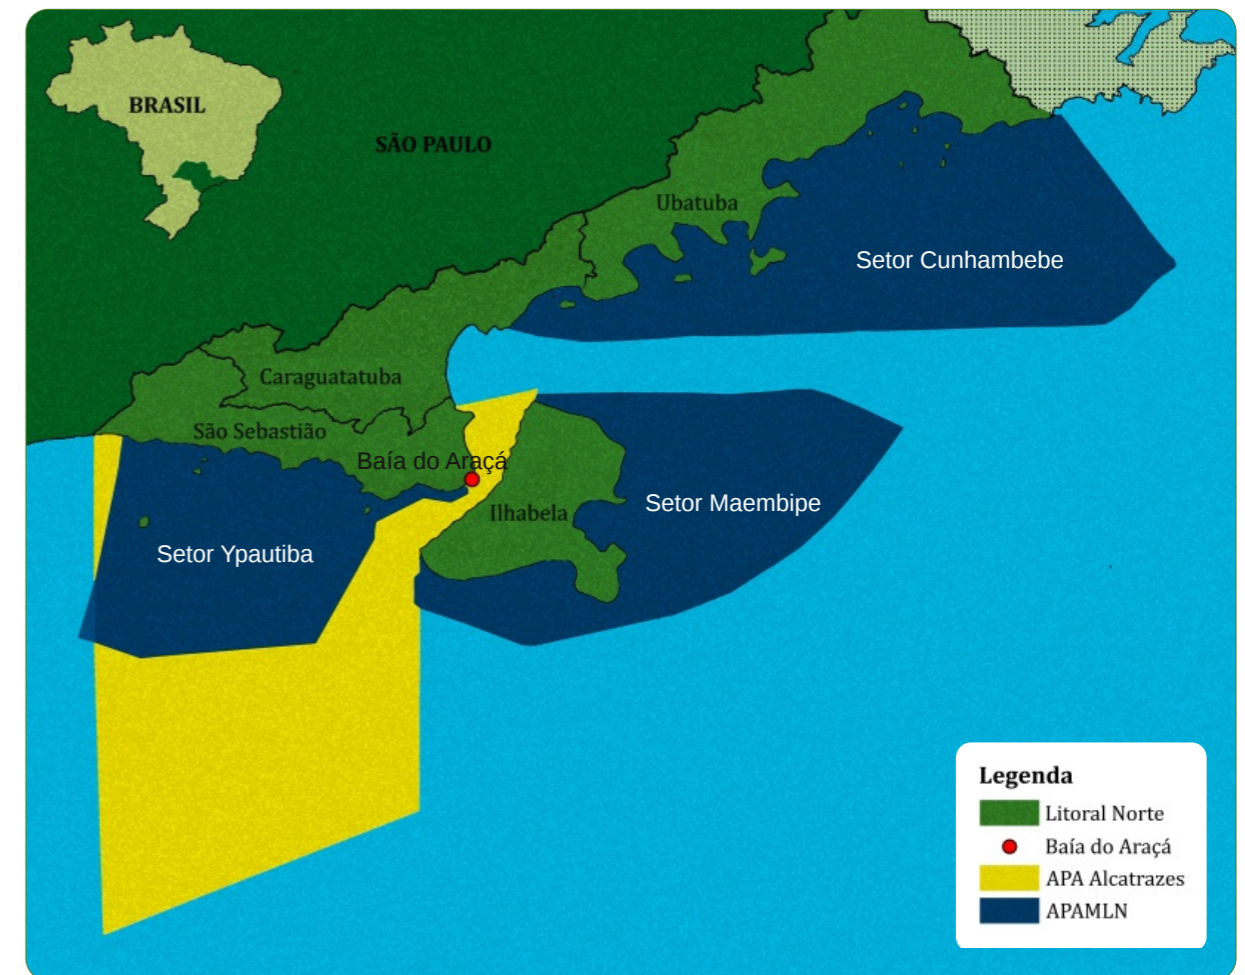 BRASIL
SÃO PAULO
Ubatuba
Setor Cunhambebe
Caraguatatuba
São Sebastião
Baía do Araçá
Setor Maembipe
Ilhabela
Setor Ypautiba
Legenda
Litoral Norte
Baía do Araçá
APA Alcatrazes
APAMLN